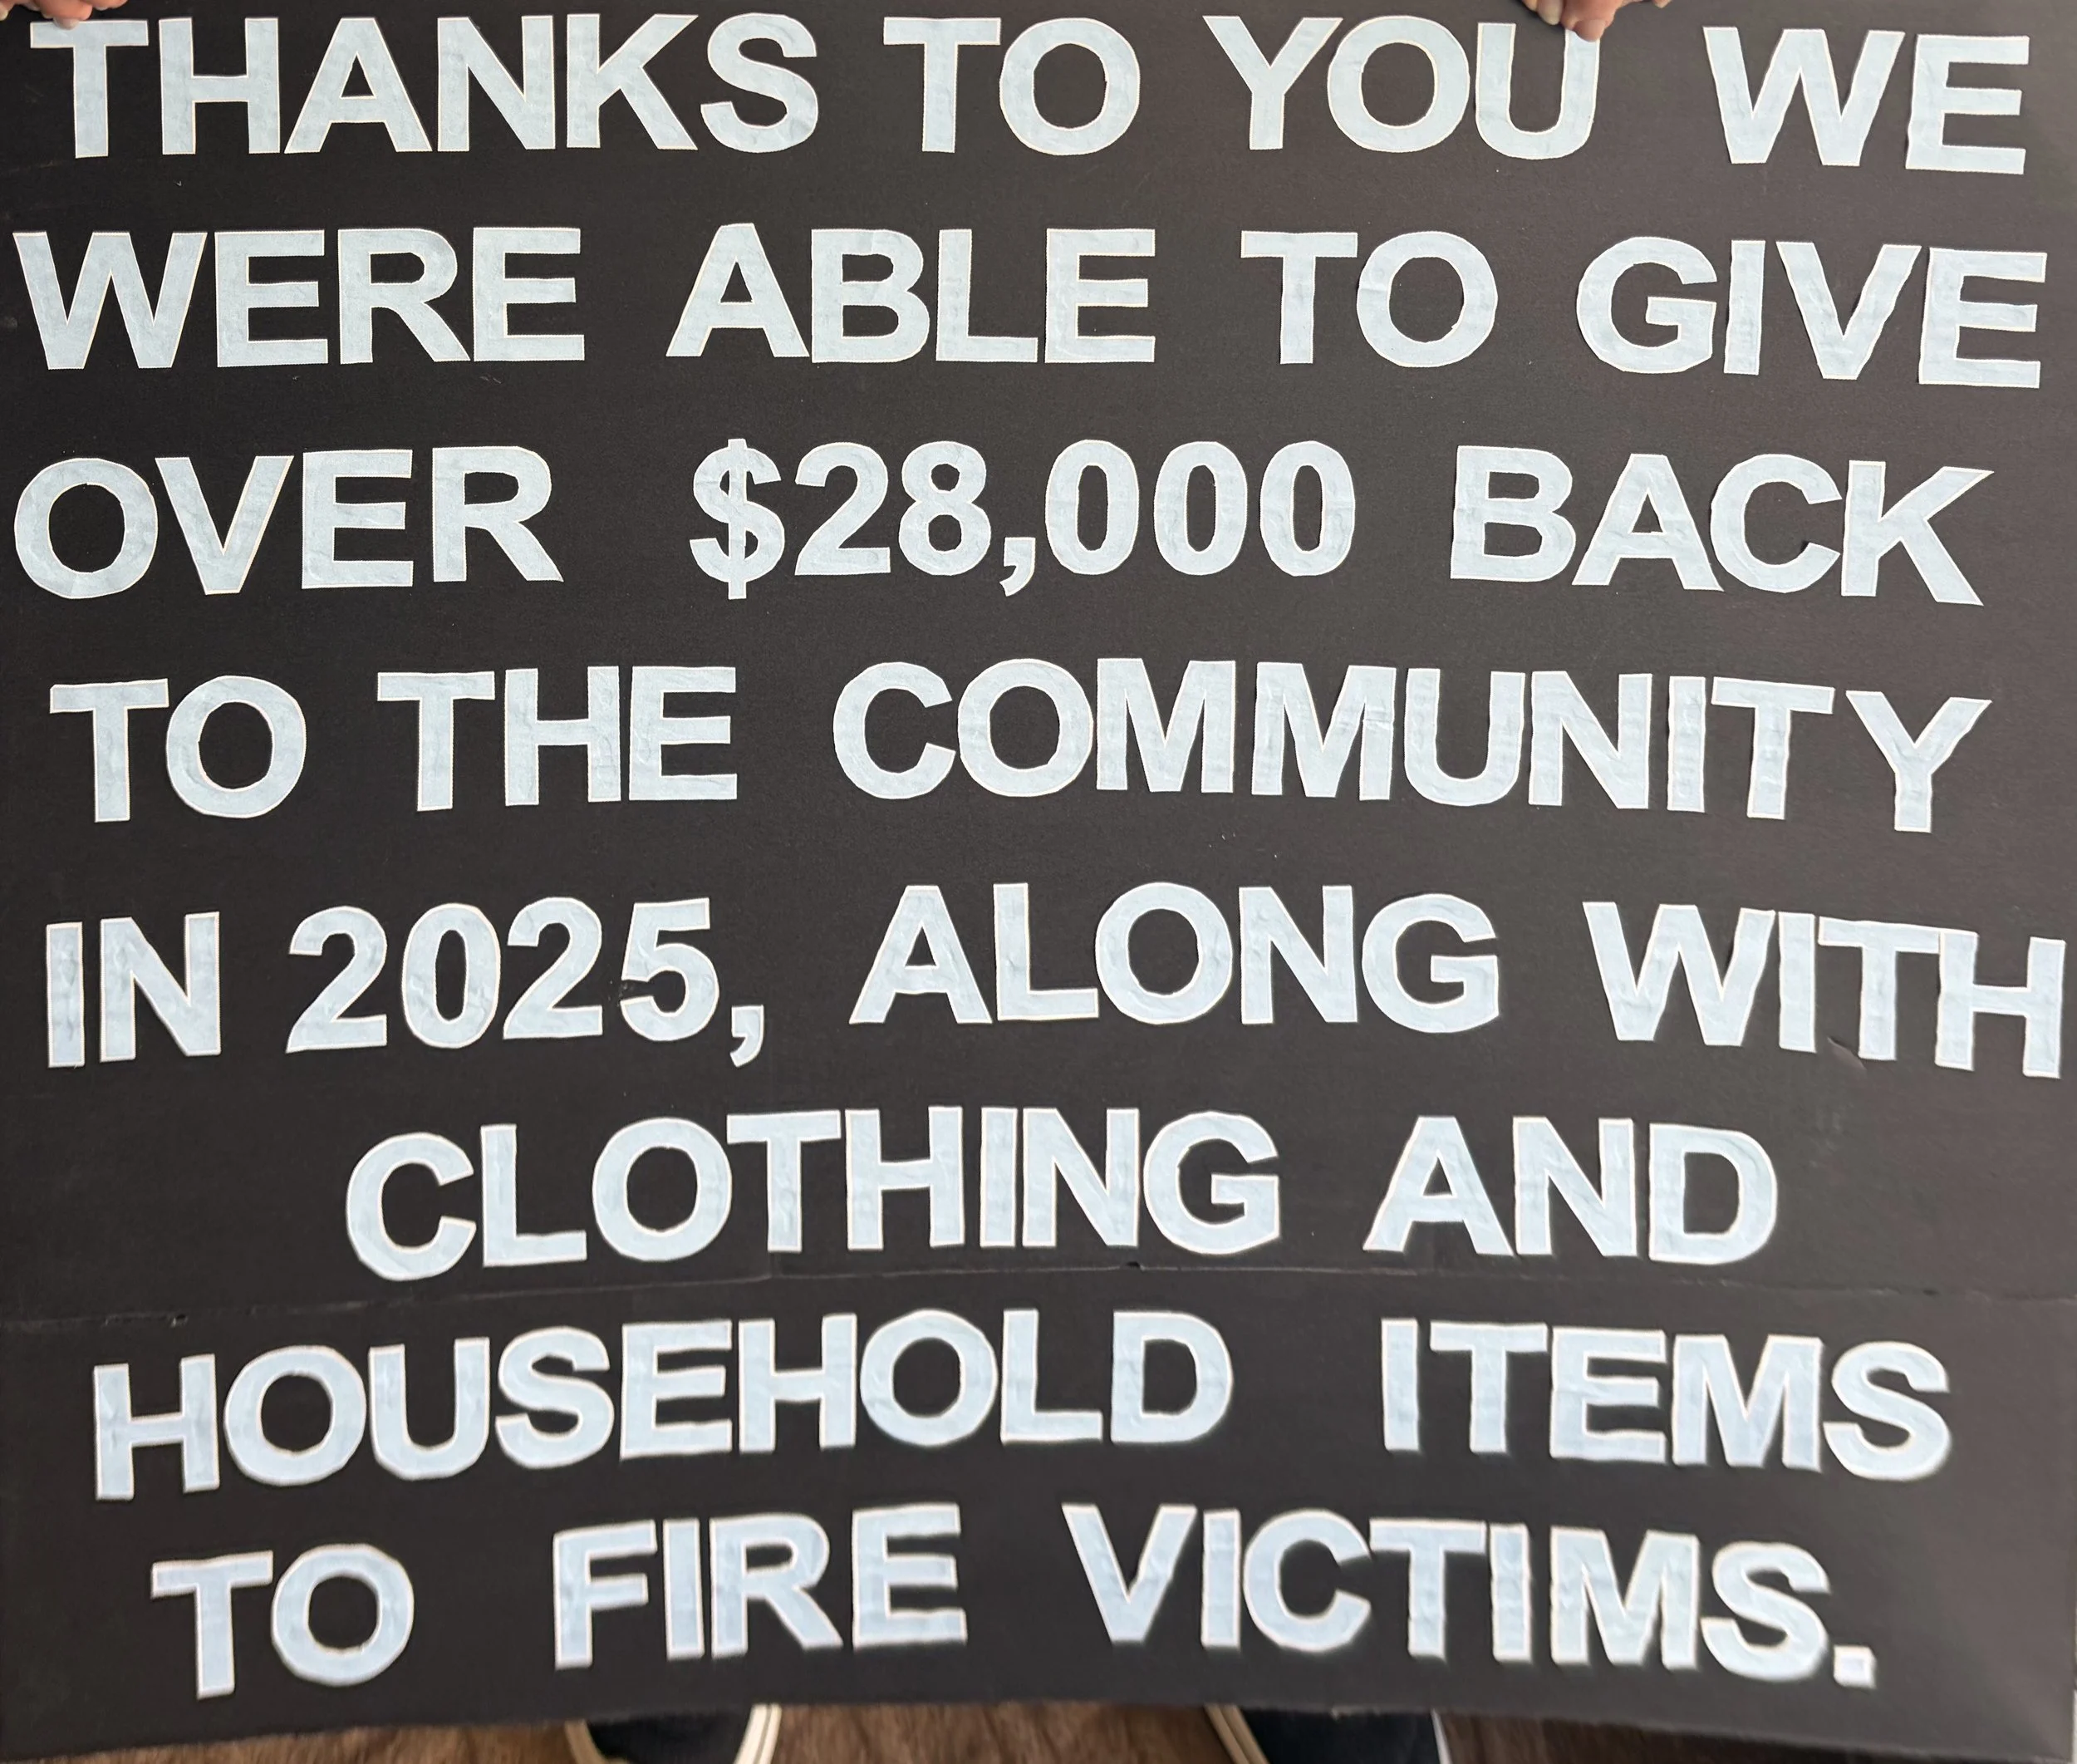 THANKS TO YOU WE
WERE ABLE TO GIVE
OVER $28,000 BACK
TO THE COMMUNITY
IN 2025, ALONG WITH
CLOTHING AND
HOUSEHOLD ITEMS
TO FIRE VICTIMS.